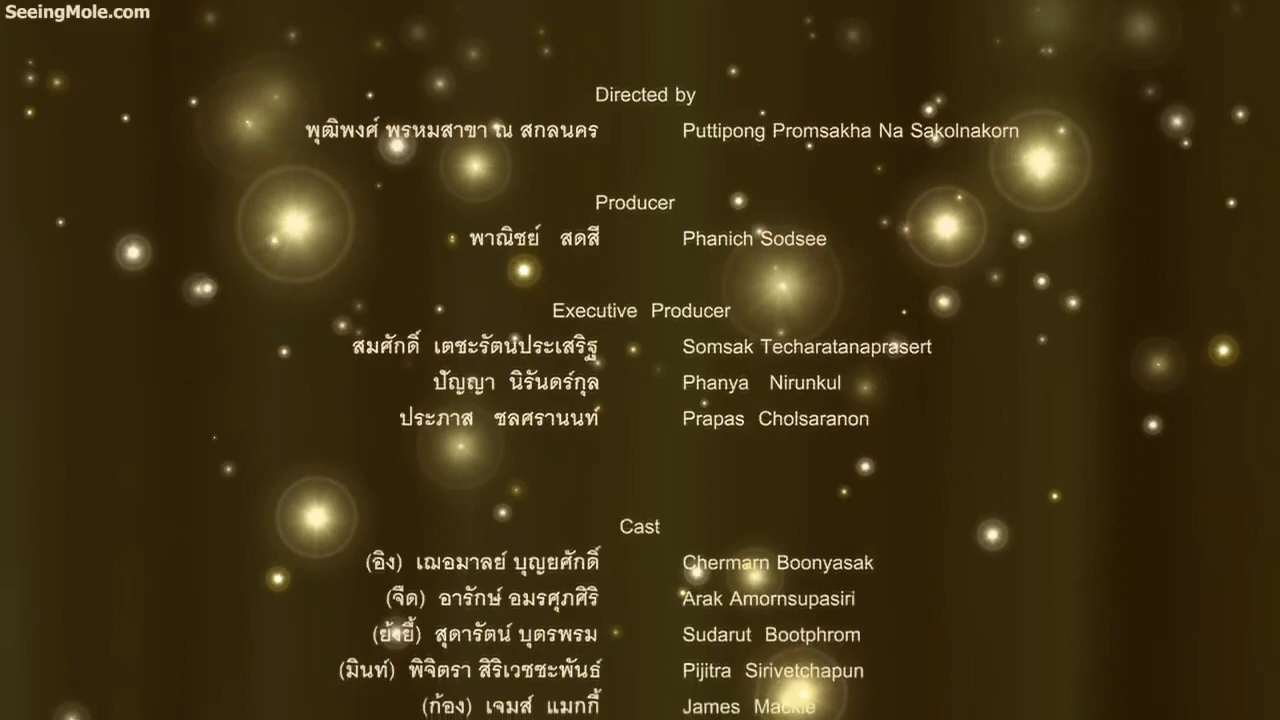 SeeingMole.com
Directed by
พุฒิพงศ์ พรหมสาขา ณ สกลนคร Puttipong Promsakha Na Sakolnakorn
Producer
พาณิชย์ สดสี Phanich Sodsee
Executive Producer
สมศักดิ์ เตชะรัตนประเสริฐ Somsak Techaratanaprasert
ปัญญา นิรันดร์กุล Phanya Nirunkul
ประภาส ชลศรานนท์ Prapas Cholsaranon
Cast
(อิง) เฌอมาลย์ บุญยศักดิ์ Chermarn Boonyasak
(จืด) อารักษ์ อมรศุภศิริ Arak Amornsupasiri
(ย้งยี้) สุดารัตน์ บุตรพรม Sudarut Bootphrom
(มินท์) พิจิตรา สิริเวชชะพันธ์ Pijitra Sirivetchapun
(ก้อง) เจมส์ แมกกี้ James Mackie